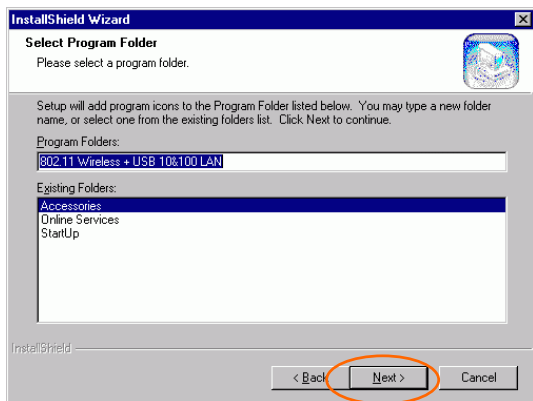 InstallShield Wizard
Select Program Folder
Please select a program folder.
Setup will add program icons to the Program Folder listed below. You may type a new folder
name, or select one from the existing folders list. Click Next to continue.
Program Folders:
802.11 Wireless + USB 10&100 LAN
Existing Folders:
Accessories
Online Services
StartUp
InstallShield
< Back Next > Cancel